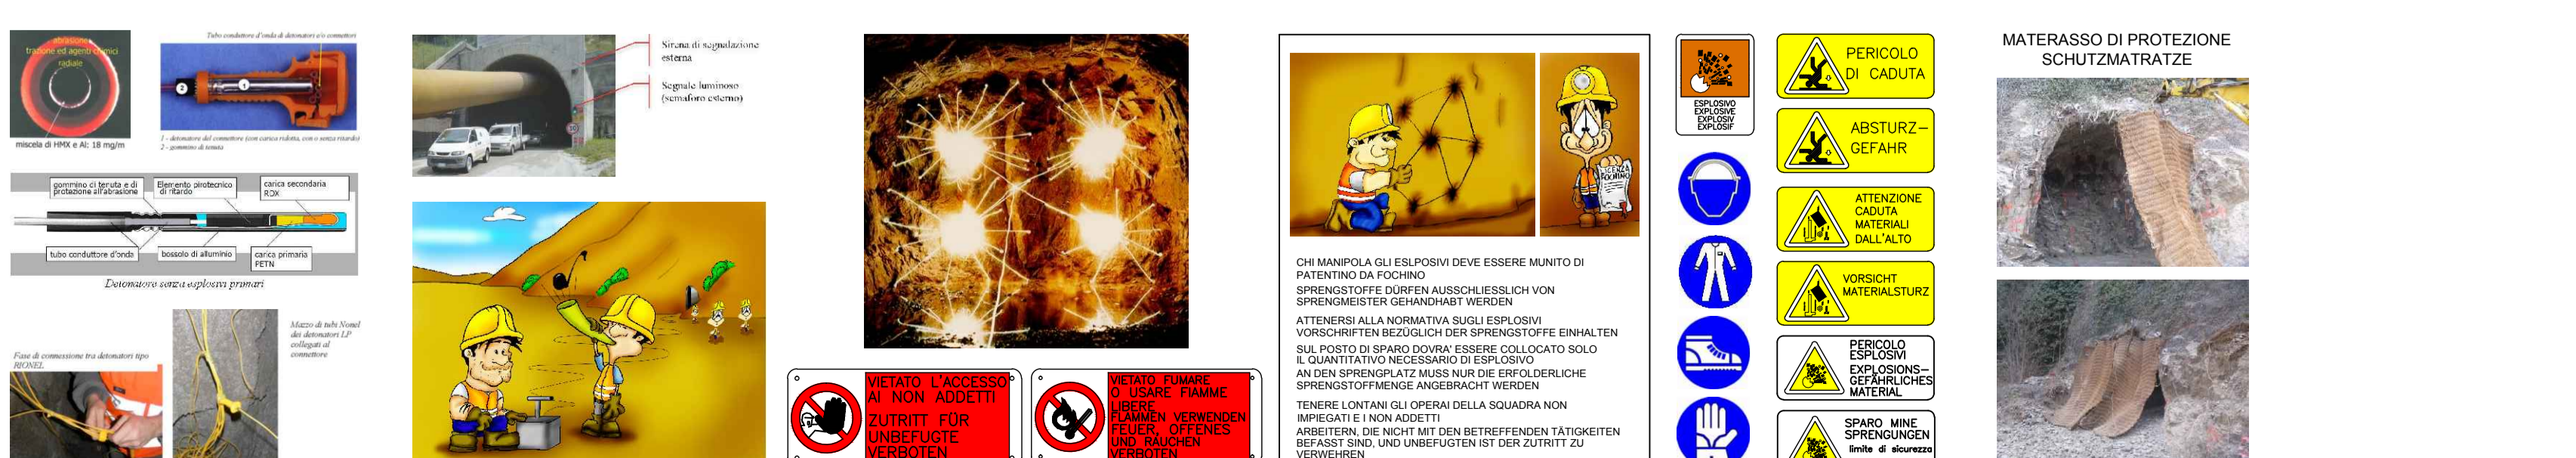 abrasione
trazione ed agenti chimici
radiale
miscela di HMX e Al: 18 mg/m
Tubo conduttore d'onda di detonatori e/o connettori
1
2
1 - detonatore del connettore (con carica ridotta, con o senza ritardo)
2 - gommino di tenuta
gommino di tenuta e di
protezione all'abrasione
Elemento pirotecnico
di ritardo
carica secondaria
RDX
tubo conduttore d'onda
bossolo di alluminio
carica primaria
PETN
Detonatore senza esplosivi primari
Fase di connessione tra detonatori tipo
RIONEL
Mazzo di tubi Nonel
dei detonatori LP
collegati al
connettore
Sirena di segnalazione
esterna
Segnale luminoso
(semaforo esterno)
VIETATO L'ACCESSO
AI NON ADDETTI
ZUTRITT FÜR
UNBEFUGTE
VERBOTEN
VIETATO FUMARE
O USARE FIAMME
LIBERE
FLAMMEN VERWENDEN
FEUER, OFFENES
UND RAUCHEN
VERBOTEN
LICENZA
FOCHINO
CHI MANIPOLA GLI ESLPOSIVI DEVE ESSERE MUNITO DI
PATENTINO DA FOCHINO
SPRENGSTOFFE DÜRFEN AUSSCHLIESSLICH VON
SPRENGMEISTER GEHANDHABT WERDEN
ATTENERSI ALLA NORMATIVA SUGLI ESPLOSIVI
VORSCHRIFTEN BEZÜGLICH DER SPRENGSTOFFE EINHALTEN
SUL POSTO DI SPARO DOVRA' ESSERE COLLOCATO SOLO
IL QUANTITATIVO NECESSARIO DI ESPLOSIVO
AN DEN SPRENGPLATZ MUSS NUR DIE ERFOLDERLICHE
SPRENGSTOFFMENGE ANGEBRACHT WERDEN
TENERE LONTANI GLI OPERAI DELLA SQUADRA NON
IMPIEGATI E I NON ADDETTI
ARBEITERN, DIE NICHT MIT DEN BETREFFENDEN TÄTIGKEITEN
BEFASST SIND, UND UNBEFUGTEN IST DER ZUTRITT ZU
VERWEHREN
ESPLOSIVO
EXPLOSIVE
EXPLOSIV
EXPLOSIF
PERICOLO
DI CADUTA
ABSTURZ-
GEFAHR
ATTENZIONE
CADUTA
MATERIALI
DALL'ALTO
VORSICHT
MATERIALSTURZ
PERICOLO
ESPLOSIVI
EXPLOSIONS-
GEFÄHRLICHES
MATERIAL
SPARO MINE
SPRENGUNGEN
limite di sicurezza
MATERASSO DI PROTEZIONE
SCHUTZMATRATZE